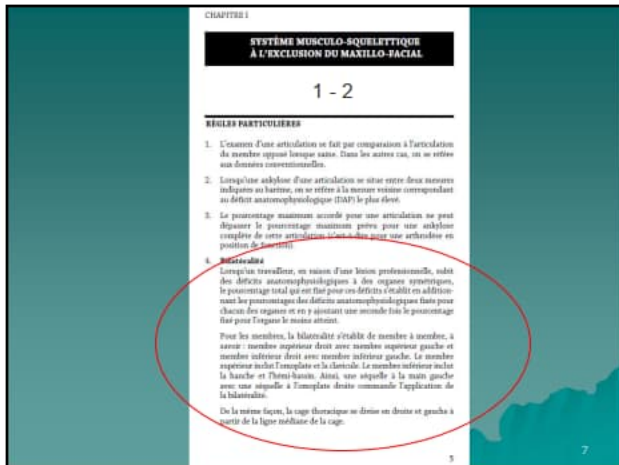 CHAPITRE I
SYSTÈME MUSCULO-SQUELETTIQUE
À L'EXCLUSION DU MAXILLO-FACIAL
1 - 2
RÈGLES PARTICULIÈRES
1. L'examen d'une articulation se fait par comparaison à l'articulation
du membre opposé lorsque saine. Dans les autres cas, on se réfère
aux données conventionnelles.
2. Lorsqu'une ankylose d'une articulation se situe entre deux mesures
indiquées au barème, on se réfère à la mesure voisine correspondant
au déficit anatomophysiologique (DAP) le plus élevé.
3. Le pourcentage maximum accordé pour une articulation ne peut
dépasser le pourcentage maximum prévu pour une ankylose
complète de cette articulation (c'est-à-dire pour une arthrodèse en
position de fonction).
4. Bilatéralité
Lorsqu'un travailleur, en raison d'une lésion professionnelle, subit
des déficits anatomophysiologiques à des organes symétriques,
le pourcentage total qui est fixé pour ces déficits s'établit en addition-
nant les pourcentages des déficits anatomophysiologiques fixés pour
chacun des organes et en y ajoutant une seconde fois le pourcentage
fixé pour l'organe le moins atteint.
Pour les membres, la bilatéralité s'établit de membre à membre, à
savoir : membre supérieur droit avec membre supérieur gauche et
membre inférieur droit avec membre inférieur gauche. Le membre
supérieur inclut l'omoplate et la clavicule. Le membre inférieur inclut
la hanche et l'hémi-bassin. Ainsi, une séquelle à la main gauche
avec une séquelle à l'omoplate droite commande l'application de
la bilatéralité.
De la même façon, la cage thoracique se divise en droite et gauche à
partir de la ligne médiane de la cage.
5
7